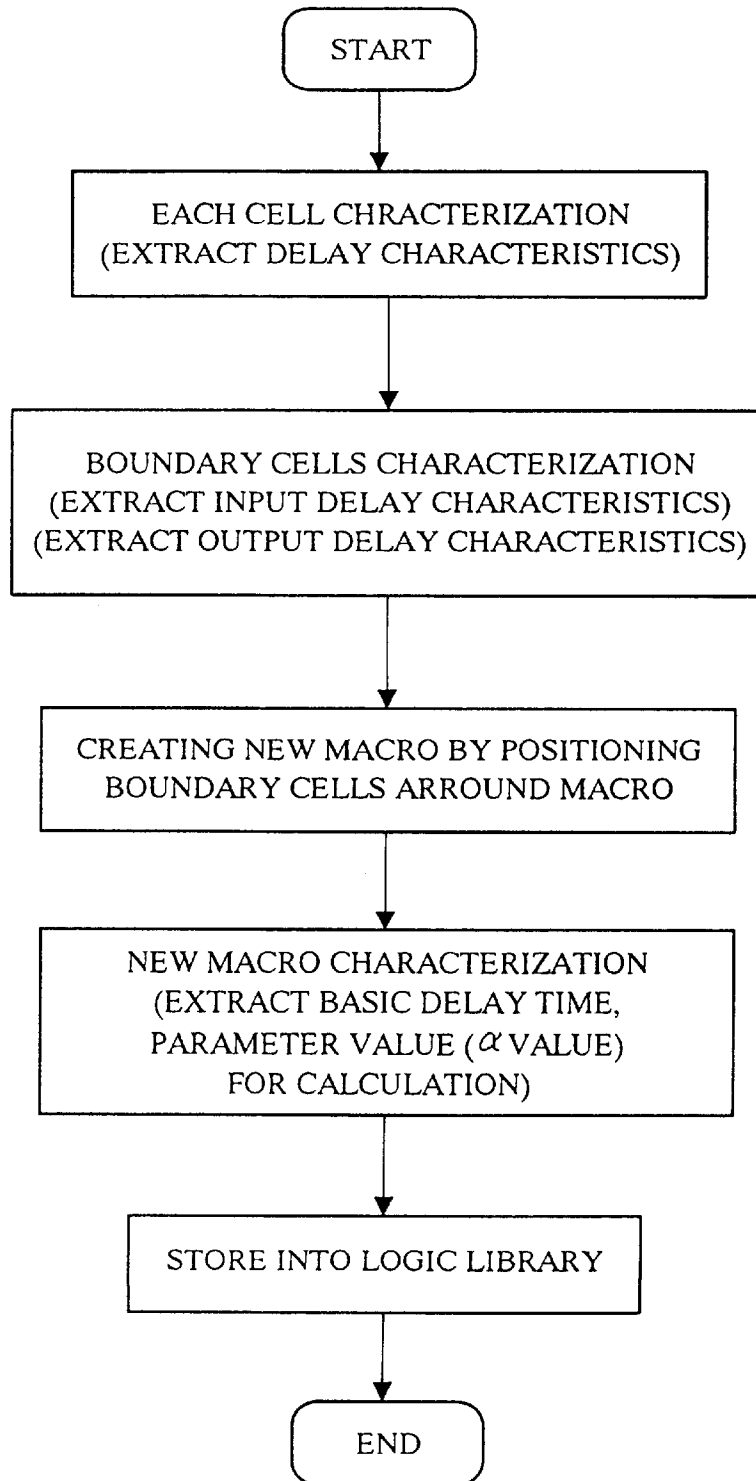 START
EACH CELL CHRACTERIZATION
(EXTRACT DELAY CHARACTERISTICS)
BOUNDARY CELLS CHARACTERIZATION
(EXTRACT INPUT DELAY CHARACTERISTICS)
(EXTRACT OUTPUT DELAY CHARACTERISTICS)
CREATING NEW MACRO BY POSITIONING
BOUNDARY CELLS ARROUND MACRO
NEW MACRO CHARACTERIZATION
(EXTRACT BASIC DELAY TIME,
PARAMETER VALUE (α VALUE)
FOR CALCULATION)
STORE INTO LOGIC LIBRARY
END